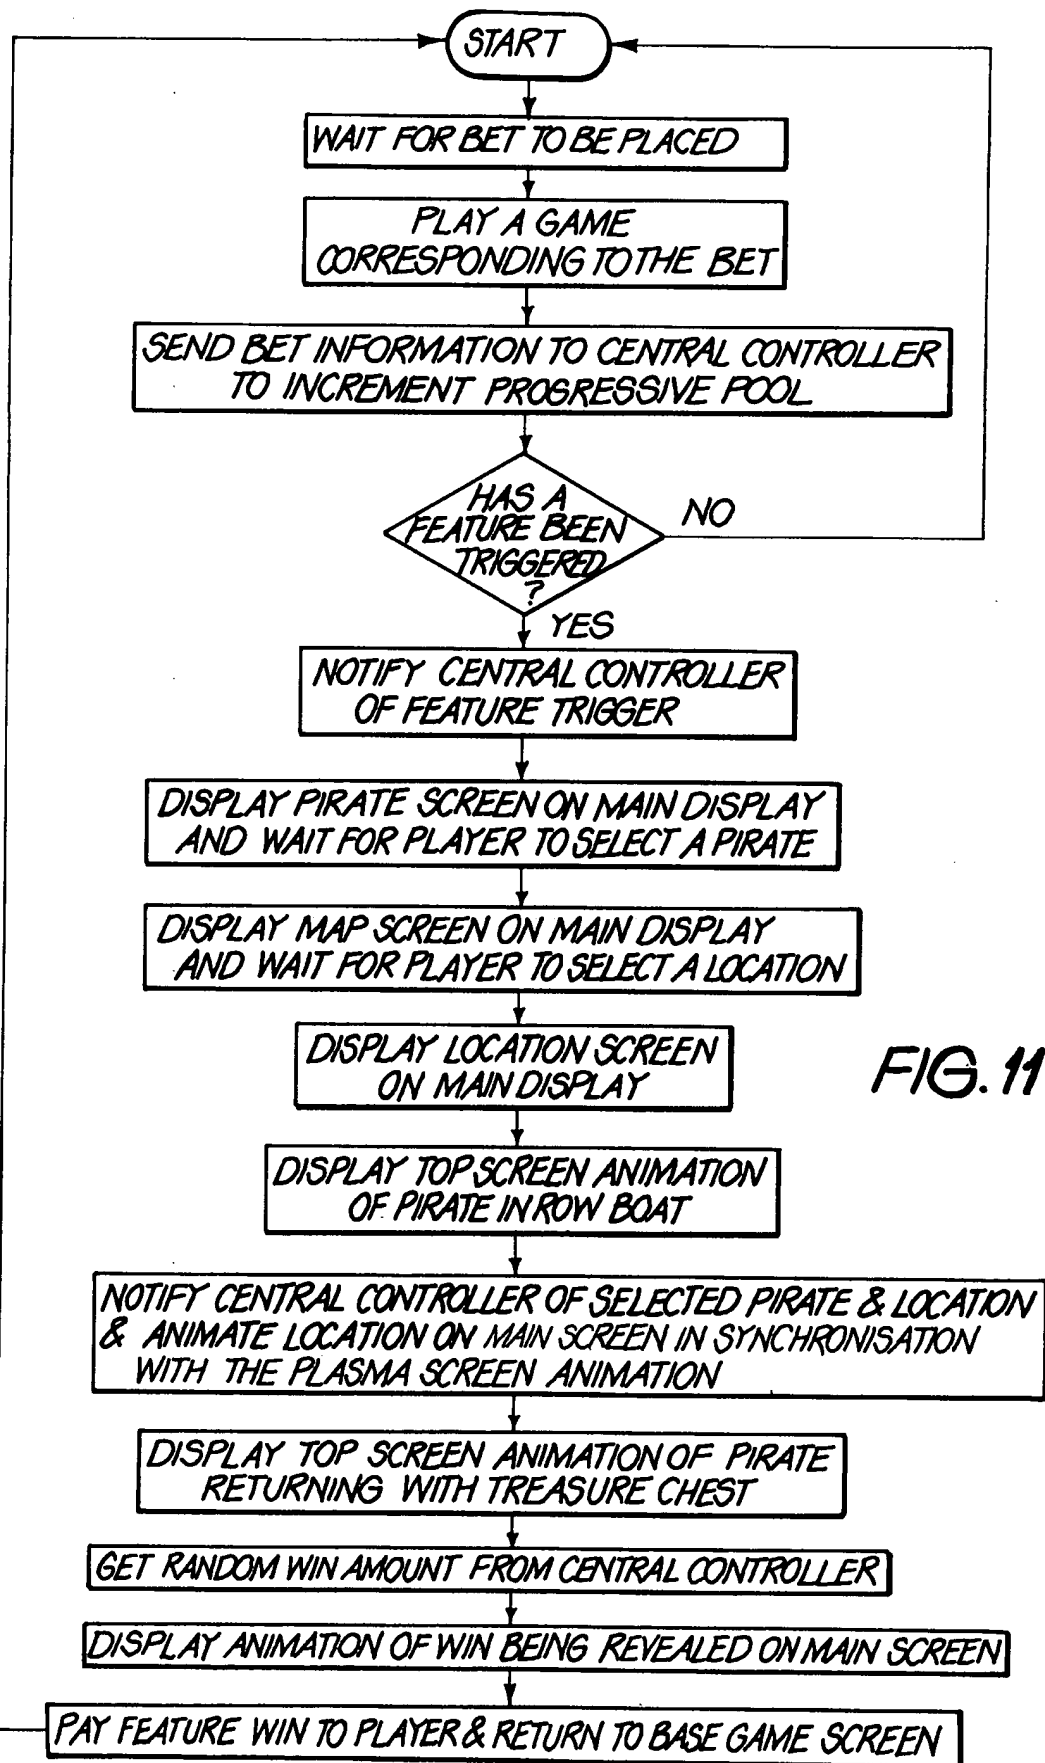 START
WAIT FOR BET TO BE PLACED
PLAY A GAME
CORRESPONDING TO THE BET
SEND BET INFORMATION TO CENTRAL CONTROLLER
TO INCREMENT PROGRESSIVE POOL
HAS A
FEATURE BEEN
TRIGGERED
?
NO
YES
NOTIFY CENTRAL CONTROLLER
OF FEATURE TRIGGER
DISPLAY PIRATE SCREEN ON MAIN DISPLAY
AND WAIT FOR PLAYER TO SELECT A PIRATE
DISPLAY MAP SCREEN ON MAIN DISPLAY
AND WAIT FOR PLAYER TO SELECT A LOCATION
DISPLAY LOCATION SCREEN
ON MAIN DISPLAY
FIG. 11
DISPLAY TOP SCREEN ANIMATION
OF PIRATE IN ROW BOAT
NOTIFY CENTRAL CONTROLLER OF SELECTED PIRATE & LOCATION
& ANIMATE LOCATION ON MAIN SCREEN IN SYNCHRONISATION
WITH THE PLASMA SCREEN ANIMATION
DISPLAY TOP SCREEN ANIMATION OF PIRATE
RETURNING WITH TREASURE CHEST
GET RANDOM WIN AMOUNT FROM CENTRAL CONTROLLER
DISPLAY ANIMATION OF WIN BEING REVEALED ON MAIN SCREEN
PAY FEATURE WIN TO PLAYER & RETURN TO BASE GAME SCREEN